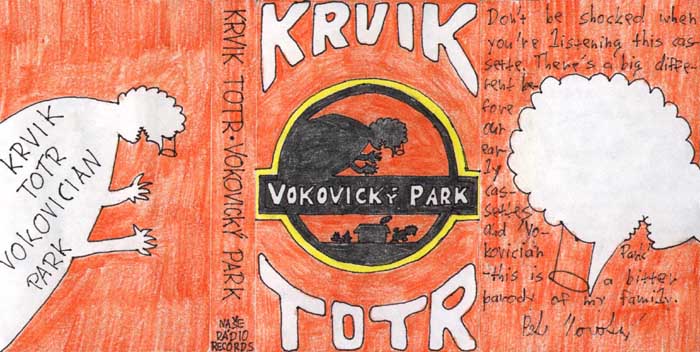 KRVIK
TOTR
VOKOVICIAN
PARK
KRVIK TOTR · VOKOVICKÝ PARK
NAŠE
RÁDIO
RECORDS
KRVIK
VOKOVICKÝ PARK
TOTR
Don't be shocked when
you're listening this cas-
sette. There's a big diffe-
rent be-
fore
our
ear-
ly
cas-
settes
and Vo-
kovician Park
-this is a bitter
parody of my family.